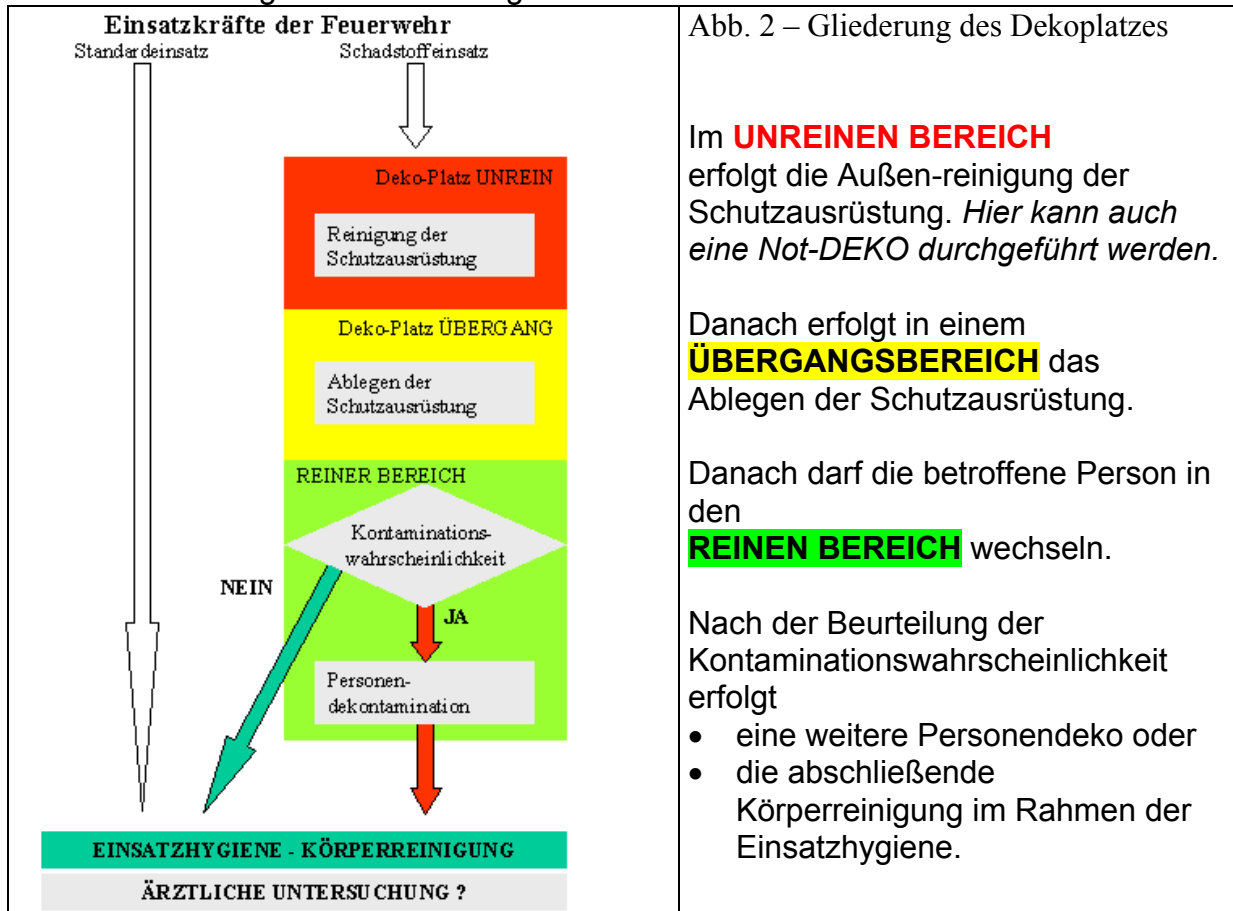 Einsatzkräfte der Feuerwehr
Standardeinsatz
Schadstoffeinsatz
Deko-Platz UNREIN
Reinigung der
Schutzausrüstung
Deko-Platz ÜBERGANG
Ablegen der
Schutzausrüstung
REINER BEREICH
Kontaminations-
wahrscheinlichkeit
NEIN
JA
Personen-
dekontamination
EINSATZHYGIENE - KÖRPERREINIGUNG
ÄRZTLICHE UNTERSUCHUNG ?
Abb. 2 – Gliederung des Dekoplatzes
Im UNREINEN BEREICH
erfolgt die Außen-reinigung der
Schutzausrüstung. Hier kann auch
eine Not-DEKO durchgeführt werden.
Danach erfolgt in einem
ÜBERGANGSBEREICH das
Ablegen der Schutzausrüstung.
Danach darf die betroffene Person in
den
REINEN BEREICH wechseln.
Nach der Beurteilung der
Kontaminationswahrscheinlichkeit
erfolgt
• eine weitere Personendeko oder
• die abschließende
Körperreinigung im Rahmen der
Einsatzhygiene.